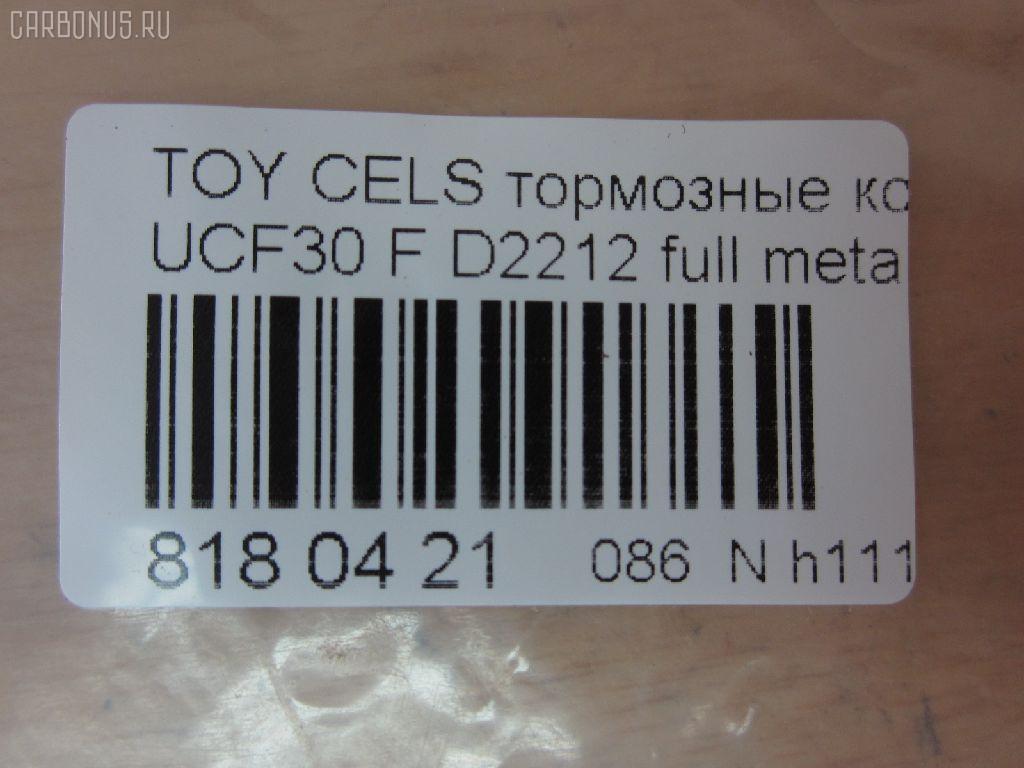 CARBONUS.RU
TOY CELS тормозные ко
UCF30 F D2212 full meta
818 04 21 086 N h111